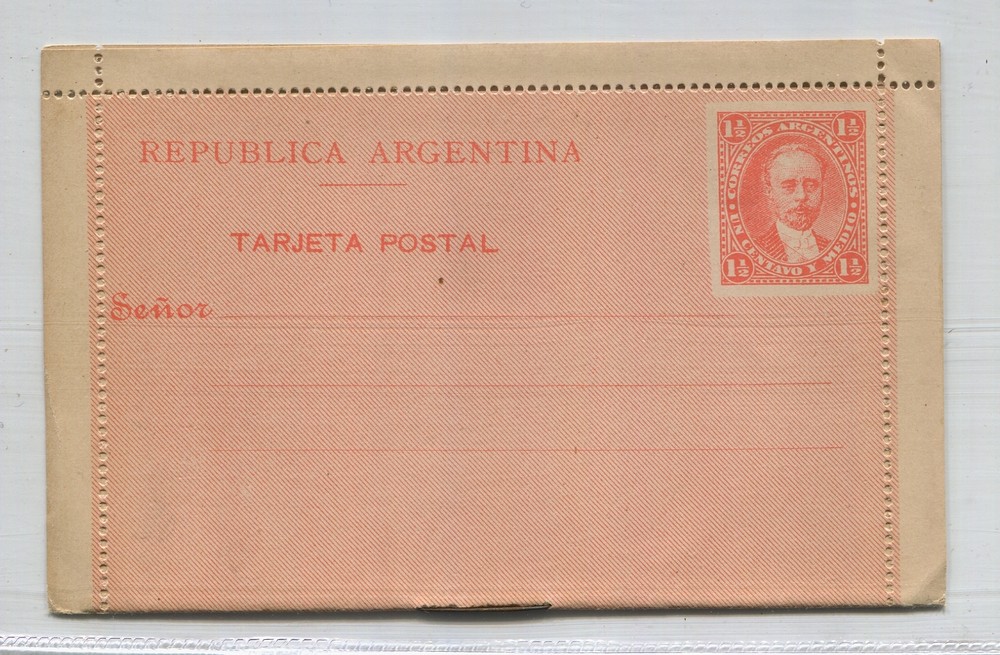 REPUBLICA ARGENTINA
TARJETA POSTAL
Señor
1½ 1½
CORREOS ARGENTINOS
UN CENTAVO Y MEDIO
1½ 1½